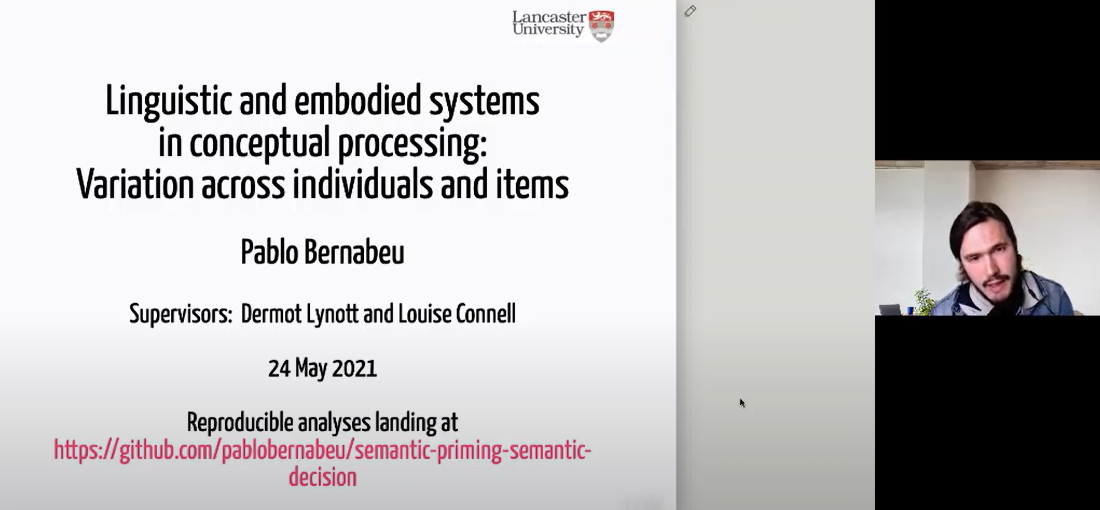 Lancaster
University
Linguistic and embodied systems
in conceptual processing:
Variation across individuals and items
Pablo Bernabeu
Supervisors: Dermot Lynott and Louise Connell
24 May 2021
Reproducible analyses landing at
https://github.com/pablobernabeu/semantic-priming-semantic-
decision